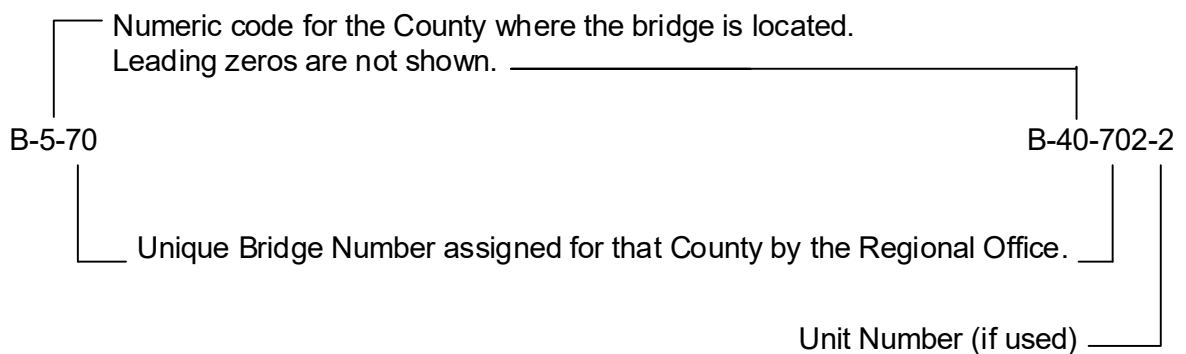 Numeric code for the County where the bridge is located.
Leading zeros are not shown.
B-5-70
B-40-702-2
Unique Bridge Number assigned for that County by the Regional Office.
Unit Number (if used)